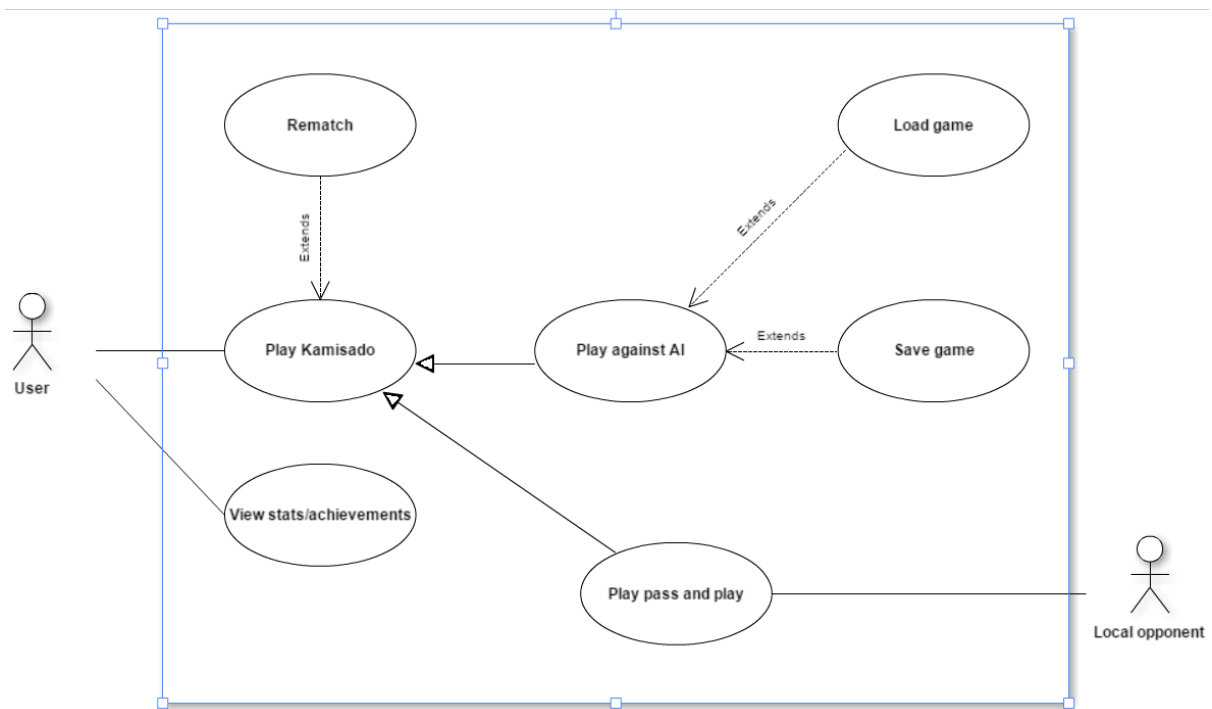 Rematch
Load game
Extends
Extends
Play Kamisado
Play against AI
Extends
Save game
User
View stats/achievements
Play pass and play
Local opponent